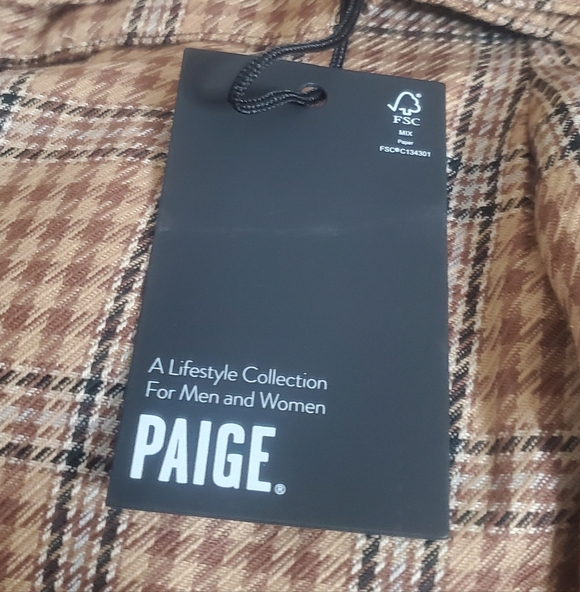 FSC
MIX
Paper
FSC®C134301
A Lifestyle Collection
For Men and Women
PAIGE®